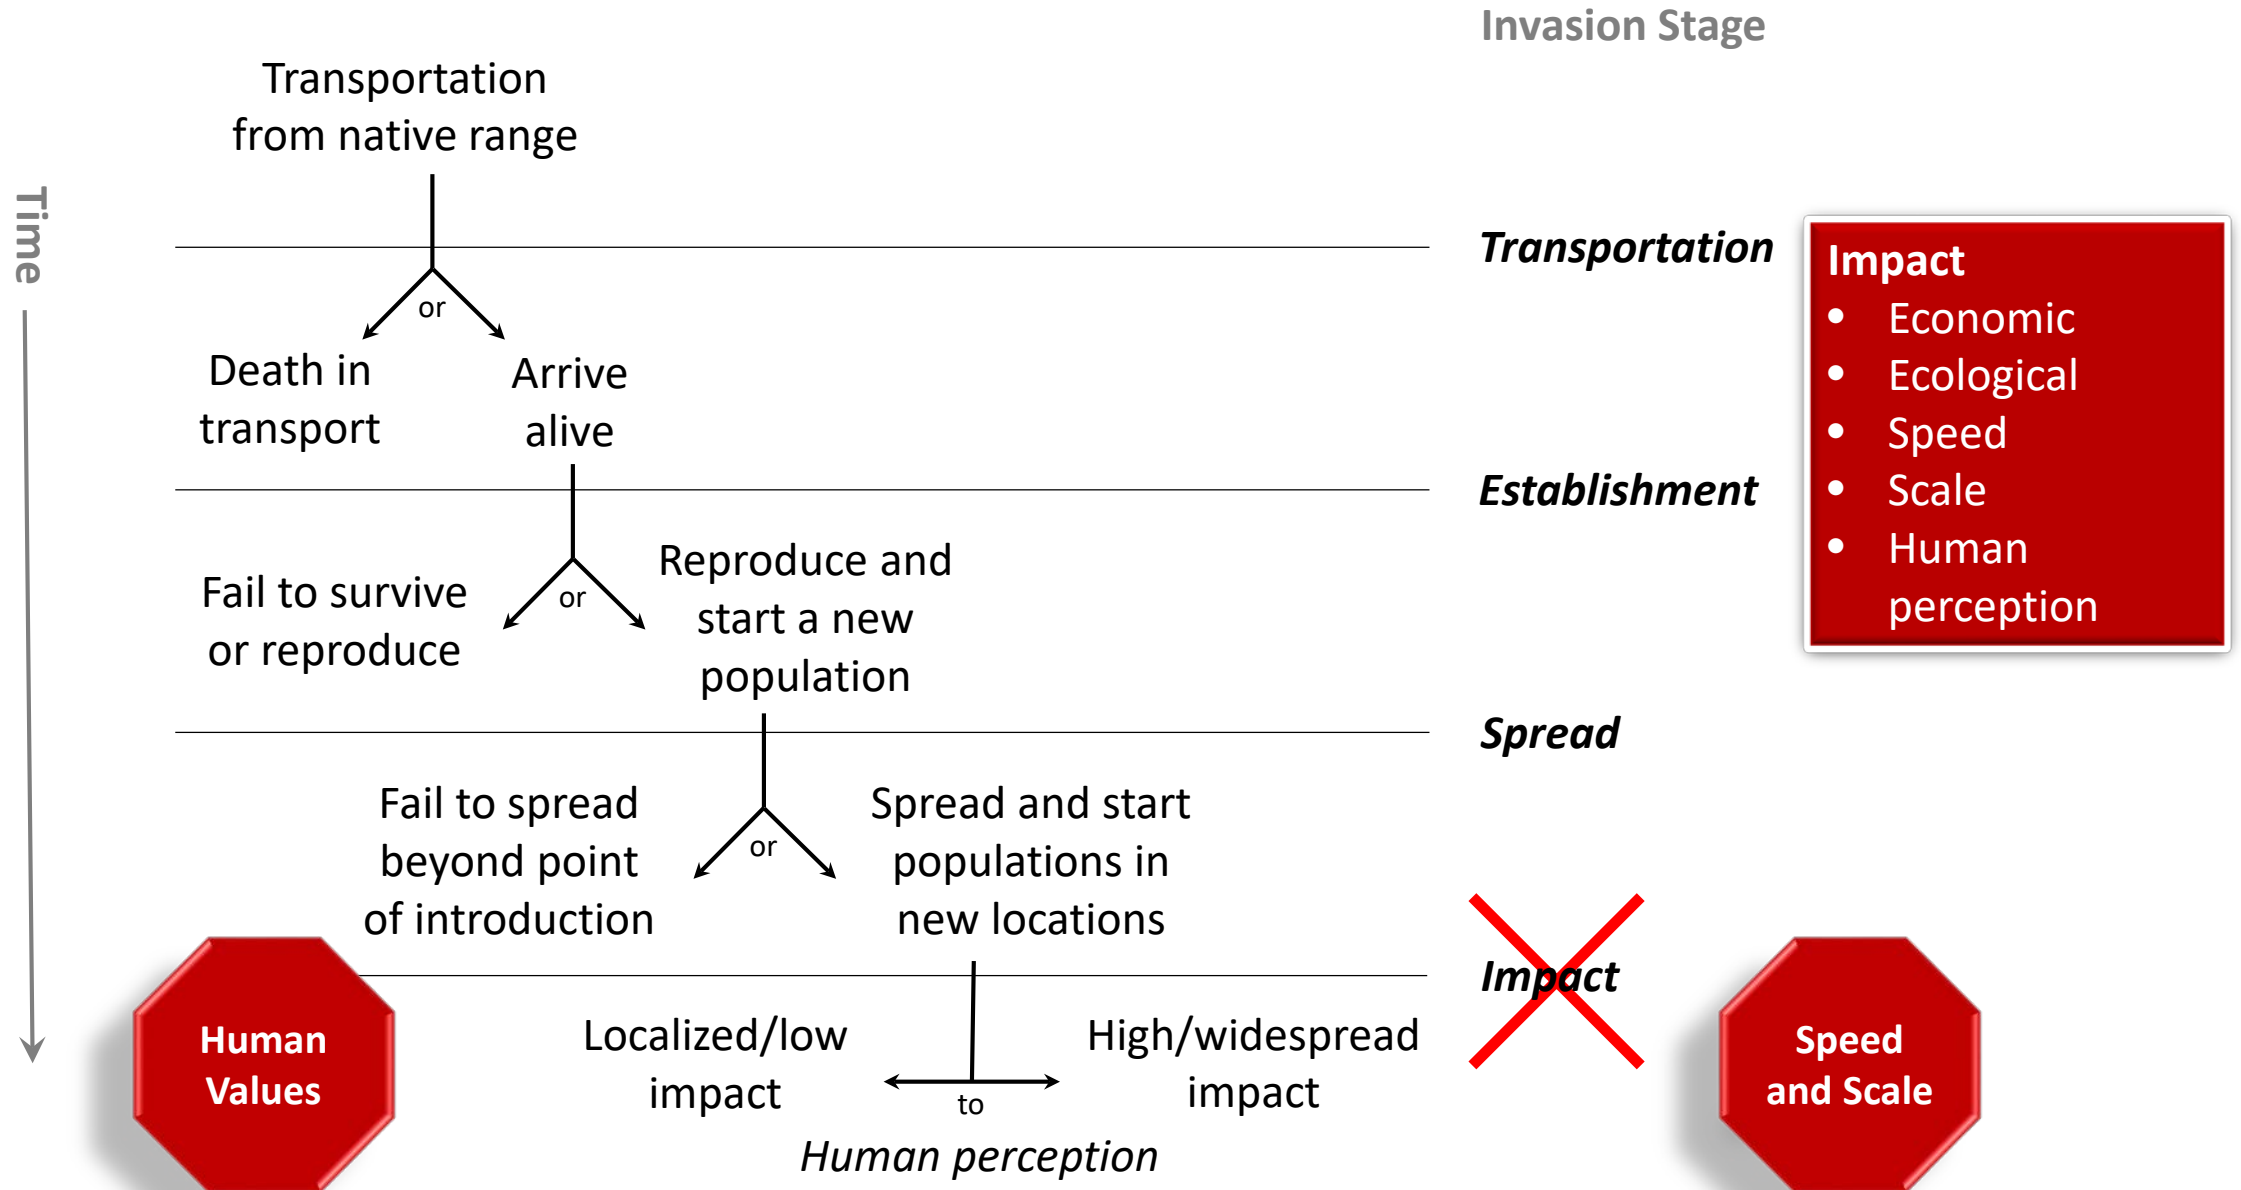 Invasion Stage
Transportation
from native range
Time
Transportation
or
Death in
transport
Arrive
alive
Establishment
Impact
• Economic
• Ecological
• Speed
• Scale
• Human
perception
Fail to survive
or reproduce
or
Reproduce and
start a new
population
Spread
Fail to spread
beyond point
of introduction
or
Spread and start
populations in
new locations
Impact
Human
Values
Localized/low
impact
to
High/widespread
impact
Human perception
Speed
and Scale